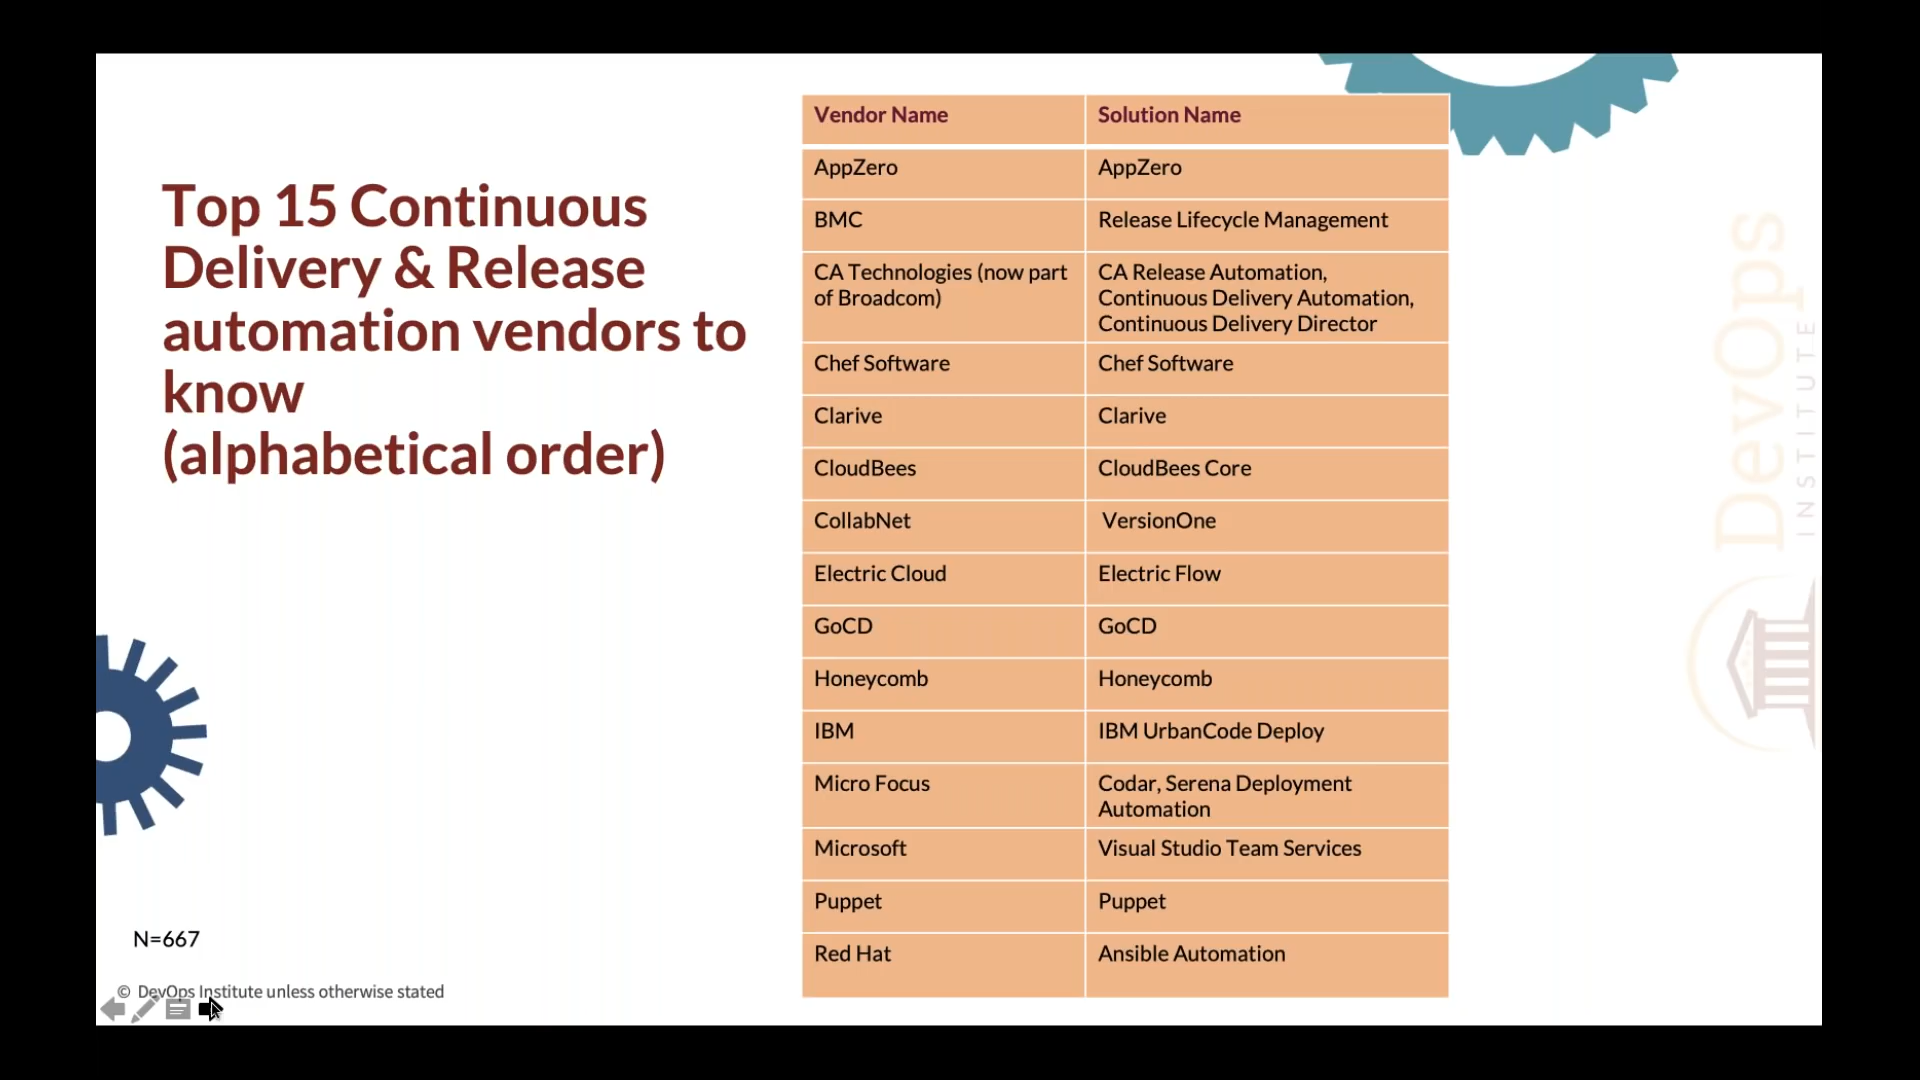 Top 15 Continuous
Delivery & Release
automation vendors to
know
(alphabetical order)
Vendor Name Solution Name
AppZero AppZero
BMC Release Lifecycle Management
CA Technologies (now part
of Broadcom)
CA Release Automation,
Continuous Delivery Automation,
Continuous Delivery Director
Chef Software Chef Software
Clarive Clarive
CloudBees CloudBees Core
CollabNet VersionOne
Electric Cloud Electric Flow
GoCD GoCD
Honeycomb Honeycomb
IBM IBM UrbanCode Deploy
Micro Focus
Codar, Serena Deployment
Automation
Microsoft Visual Studio Team Services
Puppet Puppet
Red Hat Ansible Automation
N=667
© DevOps Institute unless otherwise stated
DevOps
INSTITUTE